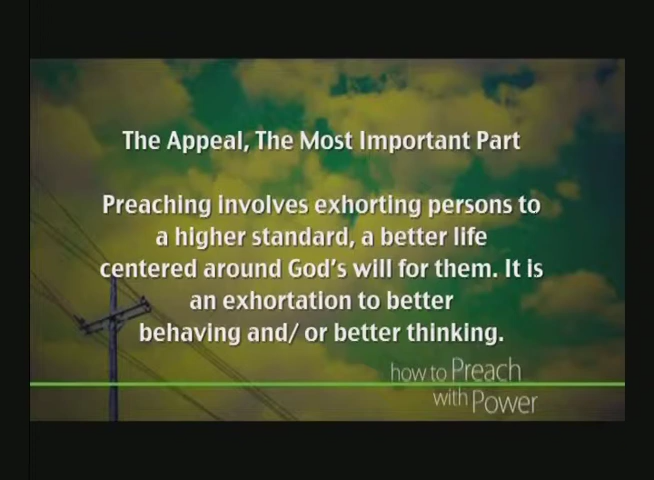 The Appeal, The Most Important Part
Preaching involves exhorting persons to
a higher standard, a better life
centered around God's will for them. It is
an exhortation to better
behaving and/ or better thinking.
how to Preach
with Power